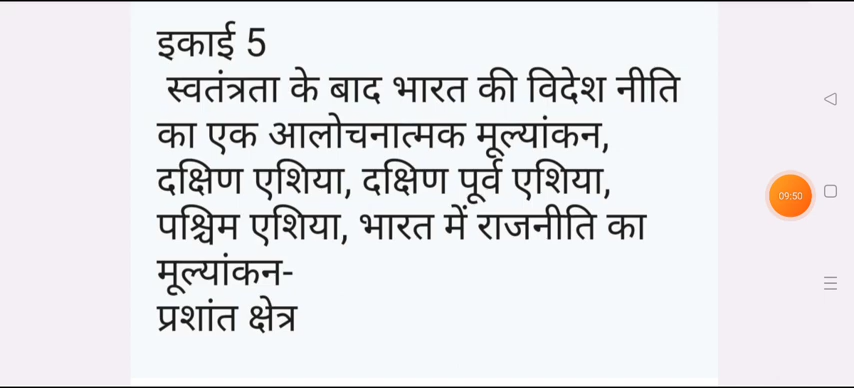 इकाई 5
स्वतंत्रता के बाद भारत की विदेश नीति
का एक आलोचनात्मक मूल्यांकन,
दक्षिण एशिया, दक्षिण पूर्व एशिया,
पश्चिम एशिया, भारत में राजनीति का
मूल्यांकन-
प्रशांत क्षेत्र
09:50